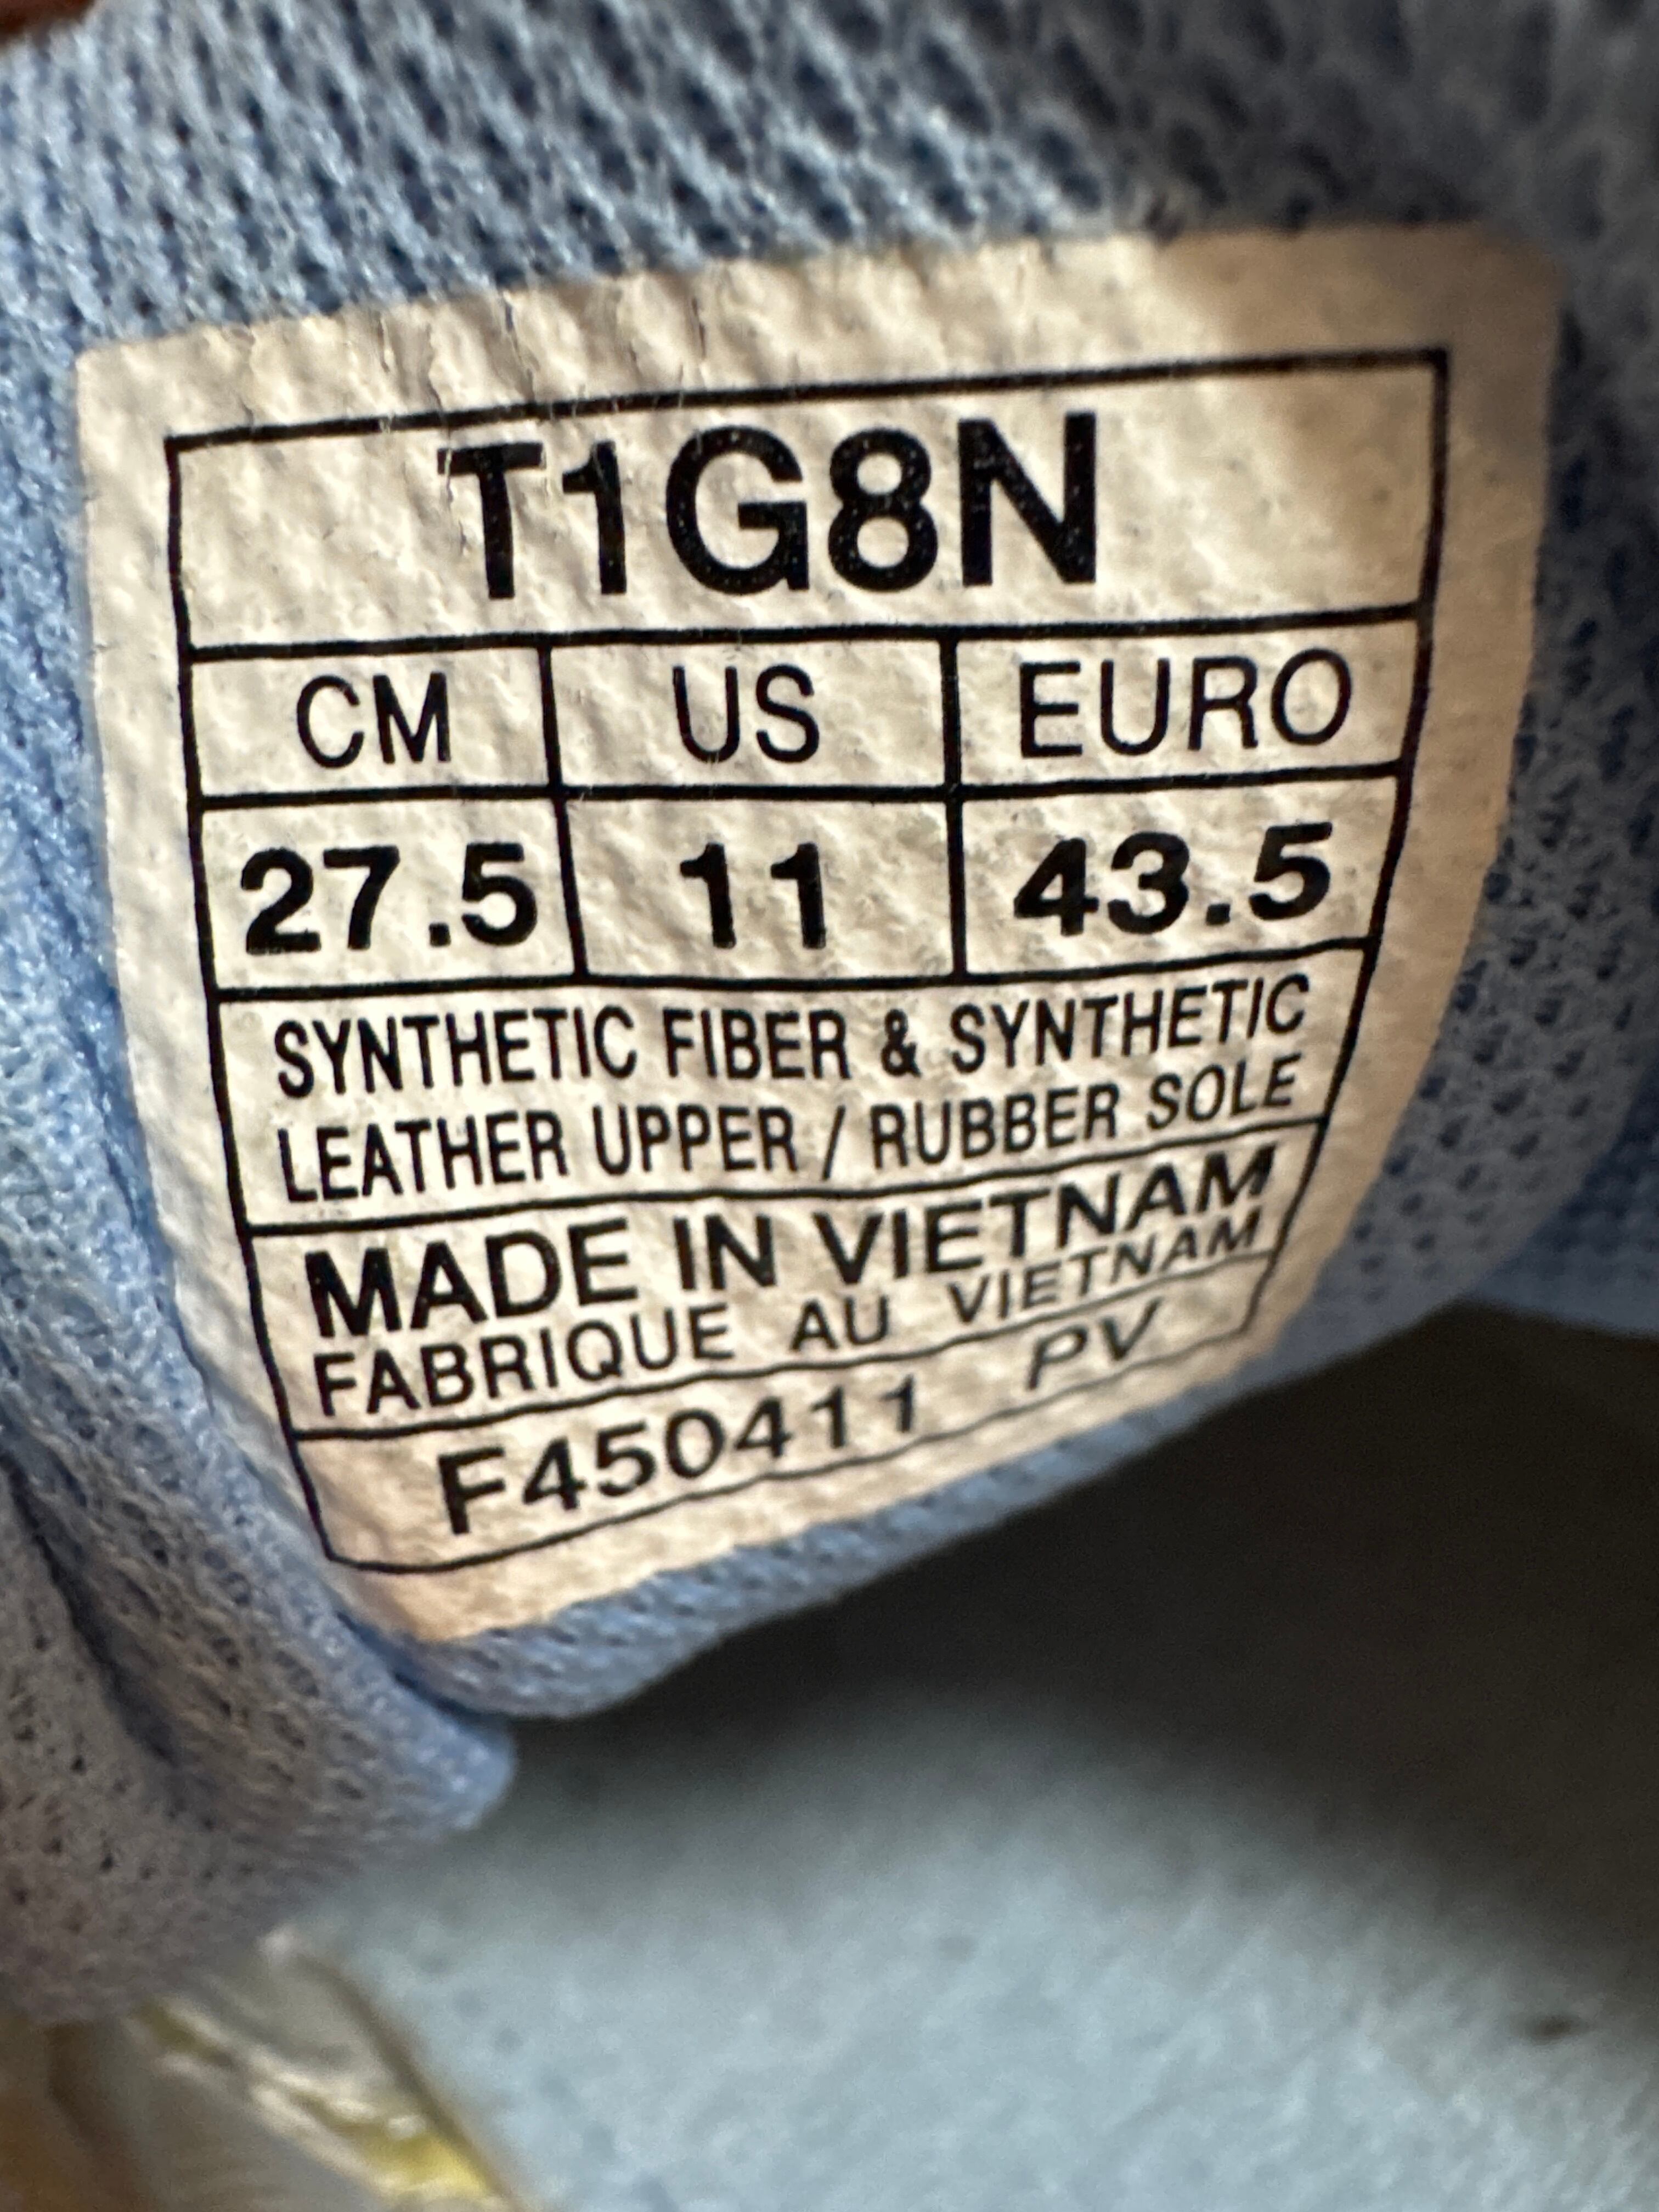 T1G8N
CM US EURO
27.5 11 43.5
SYNTHETIC FIBER & SYNTHETIC
LEATHER UPPER / RUBBER SOLE
MADE IN VIETNAM
FABRIQUE AU VIETNAM
F450411 PV